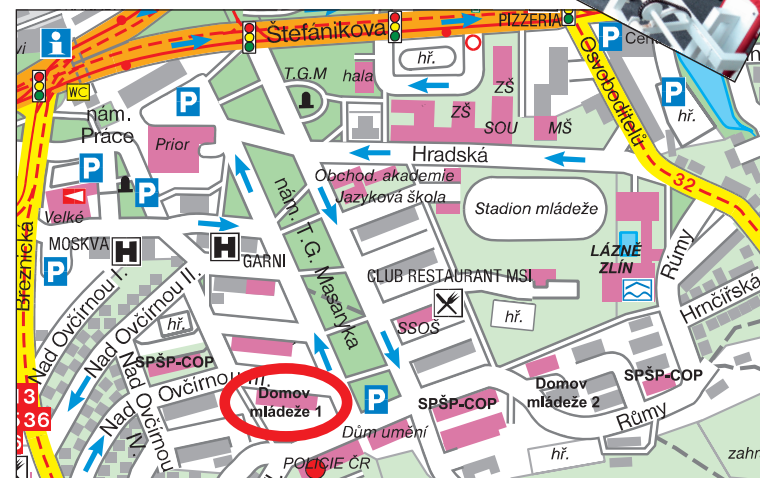 PIZZERIA
i
Štefánikova
P
Cen
hř.
Osvoboditelů
WC
T.G.M
hala
ZŠ
P
P
hř.
nám.
Práce
ZŠ
SOU
MŠ
Prior
Hradská
32
P
P
Obchod. akademie
Jazyková škola
Velké
nám. T.G. Masaryka
Stadion mládeže
MOSKVA
H
H
GARNI
LÁZNĚ
ZLÍN
Růmy
P
Březnická
CLUB RESTAURANT MSI
Hrnčířská
Nad Ovčírnou I.
Nad Ovčírnou II.
hř.
SSOŠ
hř.
SPŠP-COP
Nad Ovčírnou III.
Nad Ovčírnou IV.
Domov
mládeže 1
P
SPŠP-COP
Domov
mládeže 2
SPŠP-COP
Růmy
3
36
Dům umění
POLICIE ČR
hř.
zahr